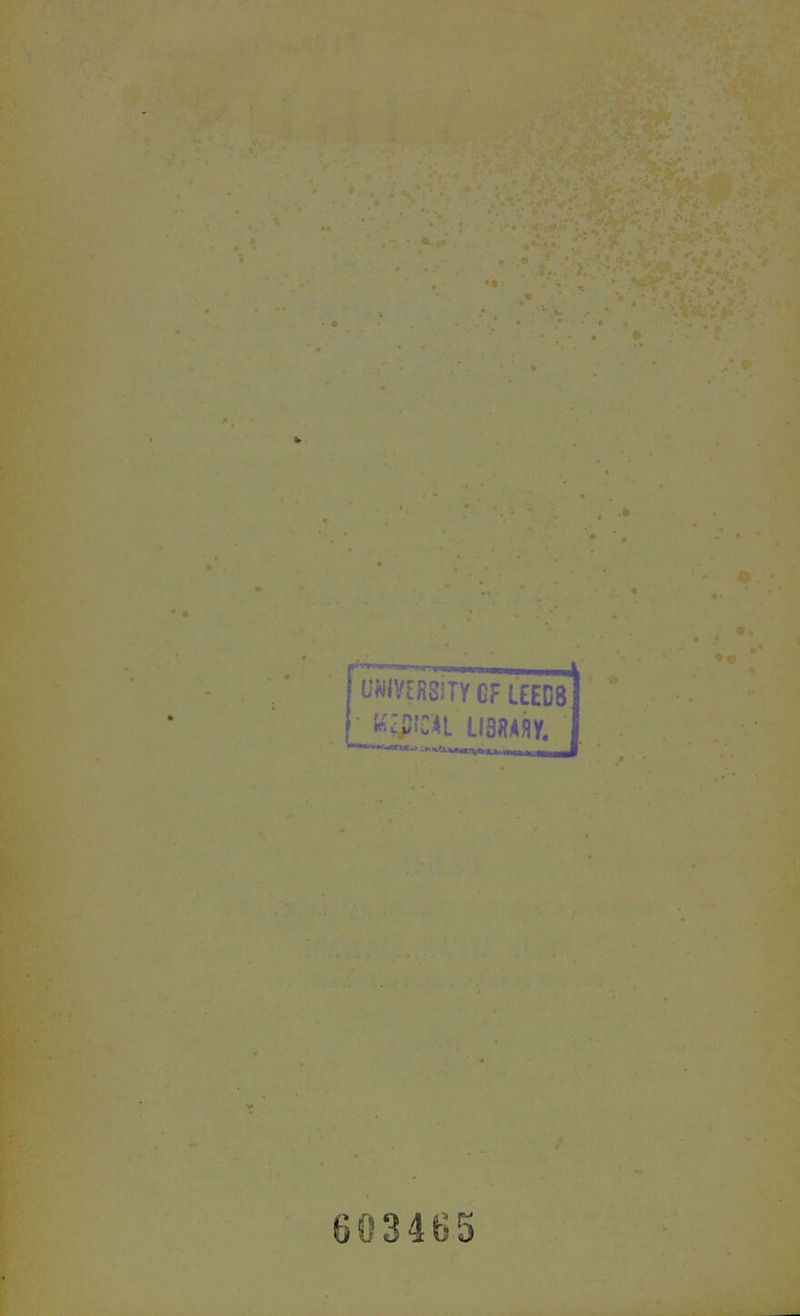 UNIVERSITY OF LEEDS
MEDICAL LIBRARY.
603465